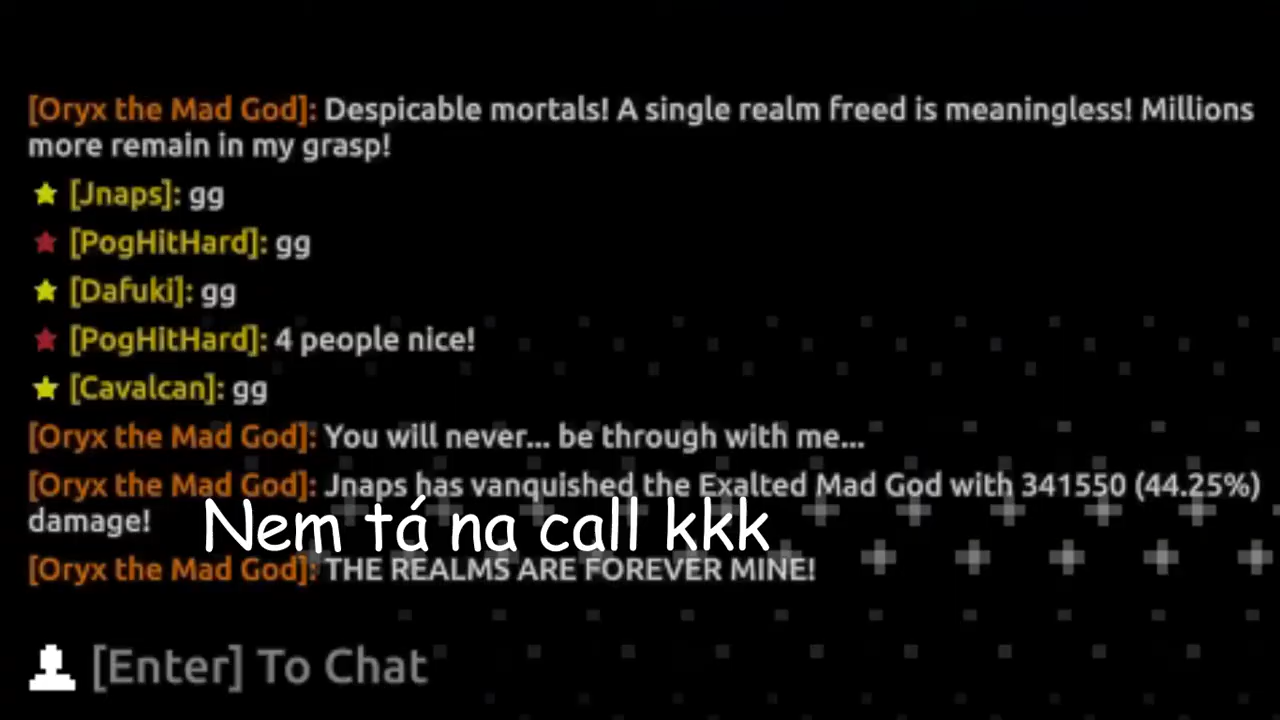 [Oryx the Mad God]: Despicable mortals! A single realm freed is meaningless! Millions
more remain in my grasp!
[Jnaps]: gg
[PogHitHard]: gg
[Dafuki]: gg
[PogHitHard]: 4 people nice!
[Cavalcan]: gg
[Oryx the Mad God]: You will never... be through with me...
[Oryx the Mad God]: Jnaps has vanquished the Exalted Mad God with 341550 (44.25%)
damage!
Nem tá na call kkk
[Oryx the Mad God]: THE REALMS ARE FOREVER MINE!
[Enter] To Chat